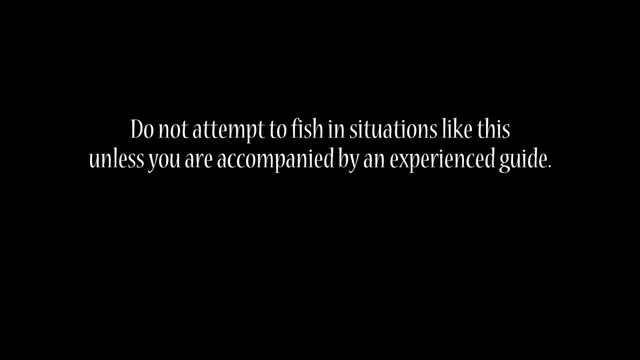 Do not attempt to fish in situations like this
unless you are accompanied by an experienced guide.